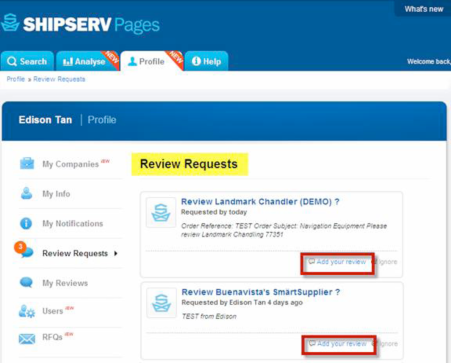 What's new
SHIPSERV Pages
Search
Analyse NEW
Profile NEW
Help
Welcome back,
Profile » Review Requests
Edison Tan | Profile
My Companies NEW
My Info
My Notifications
3
Review Requests
My Reviews
Users NEW
RFQs NEW
Review Requests
Review Landmark Chandler (DEMO) ?
Requested by today
Order Reference: TEST Order Subject: Navigation Equipment Please
review Landmark Chandling 77351
Add your review Ignore
Review Buenavista's SmartSupplier ?
Requested by Edison Tan 4 days ago
TEST from Edison
Add your review Ignore